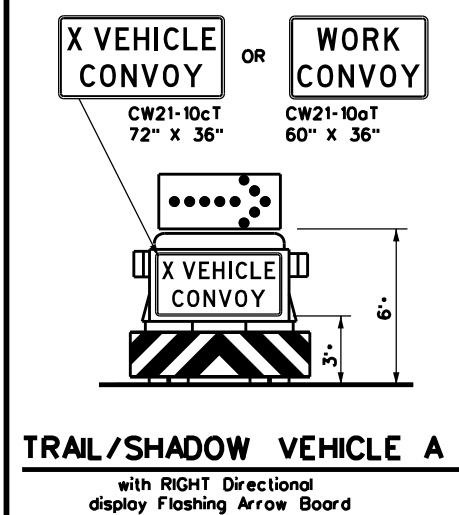 X VEHICLE
CONVOY
OR
WORK
CONVOY
CW21-10cT
72" X 36"
CW21-10aT
60" X 36"
X VEHICLE
CONVOY
6'±
3'±
TRAIL/SHADOW VEHICLE A
with RIGHT Directional
display Flashing Arrow Board